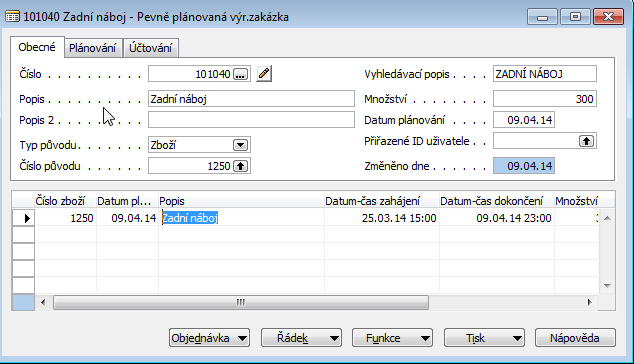 101040 Zadní náboj - Pevně plánovaná výr.zakázka
Obecné Plánování Účtování
Číslo . . . . . . . . . . 101040 ... Vyhledávací popis . . . . ZADNÍ NÁBOJ
Popis . . . . . . . . . . Zadní náboj Množství . . . . . . . . 300
Popis 2 . . . . . . . . . Datum plánování . . . . 09.04.14
Typ původu. . . . . . . Zboží Přiřazené ID uživatele . .
Číslo původu . . . . . . 1250 Změněno dne . . . . . . 09.04.14
Číslo zboží Datum pl... Popis Datum-čas zahájení Datum-čas dokončení Množství
1250 09.04.14 Zadní náboj 25.03.14 15:00 09.04.14 23:00
Objednávka Řádek Funkce Tisk Nápověda